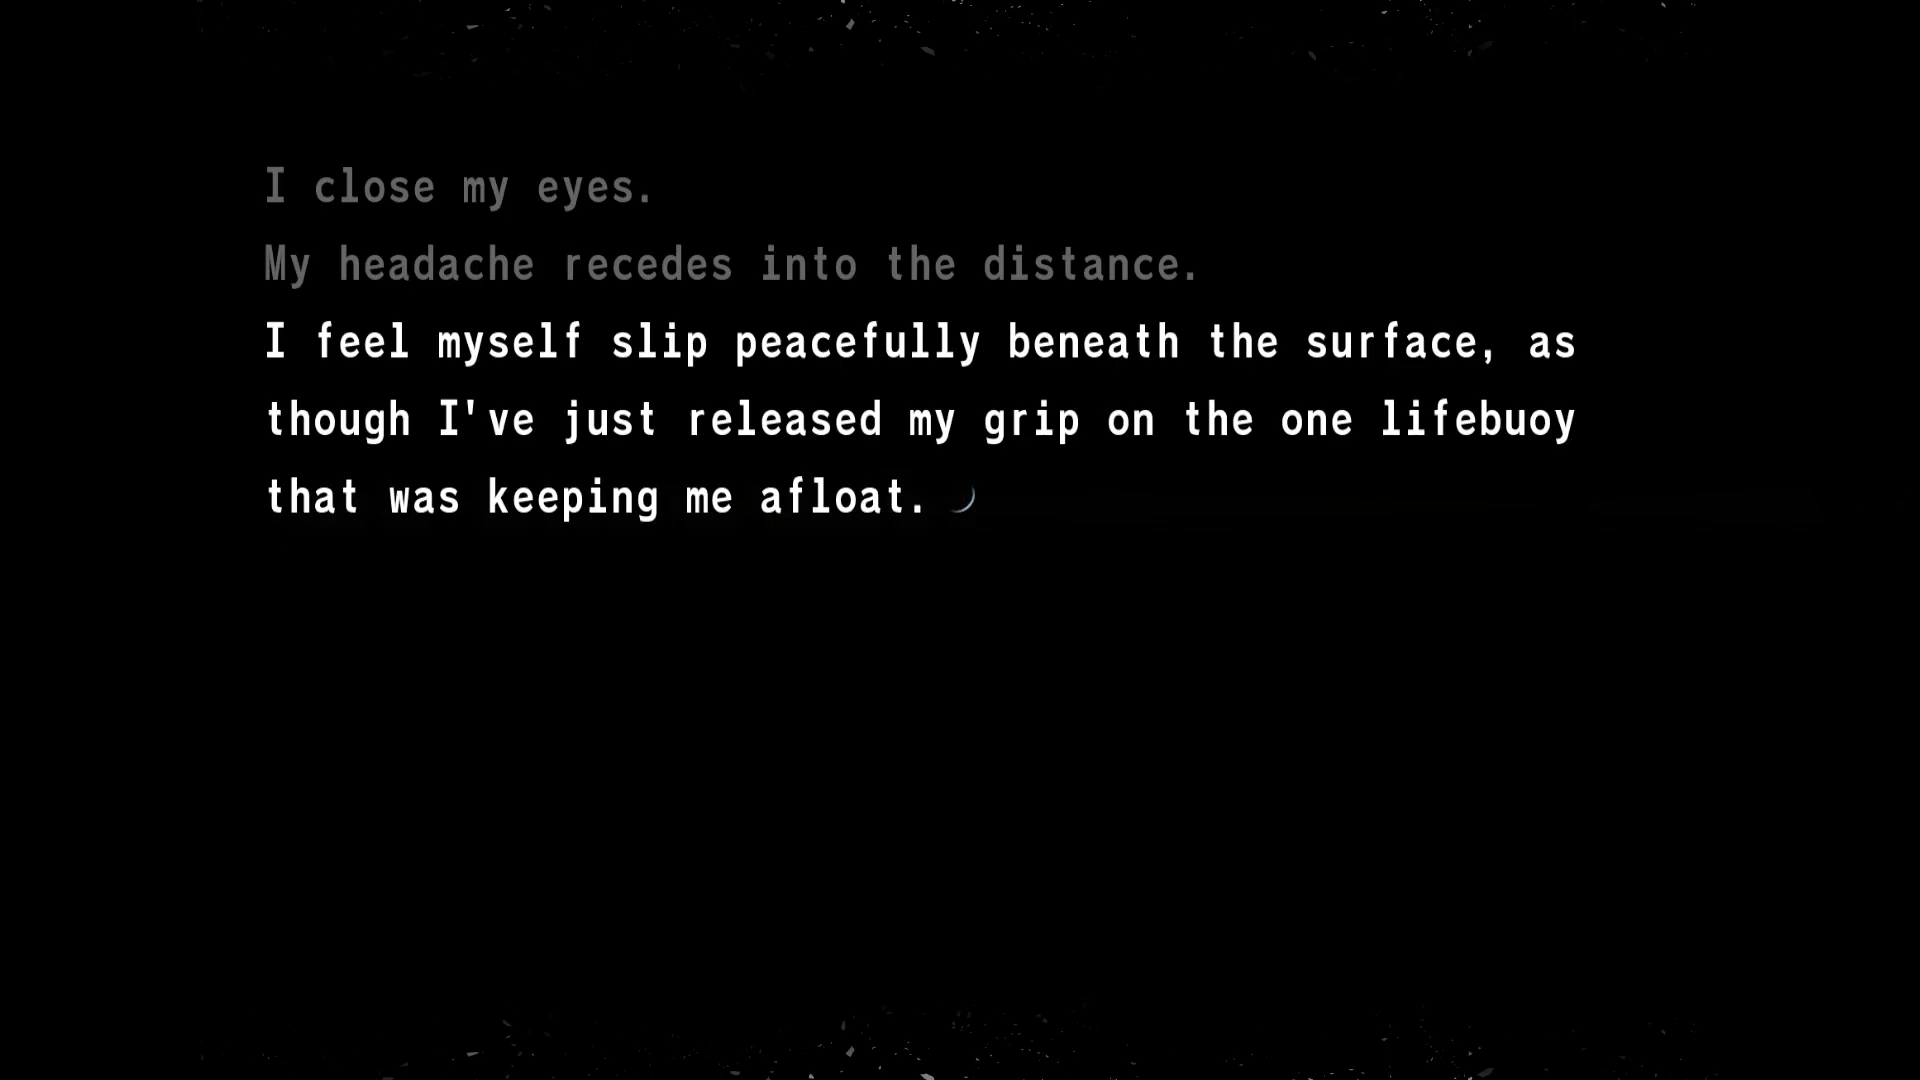 I close my eyes.
My headache recedes into the distance.
I feel myself slip peacefully beneath the surface, as
though I've just released my grip on the one lifebuoy
that was keeping me afloat.